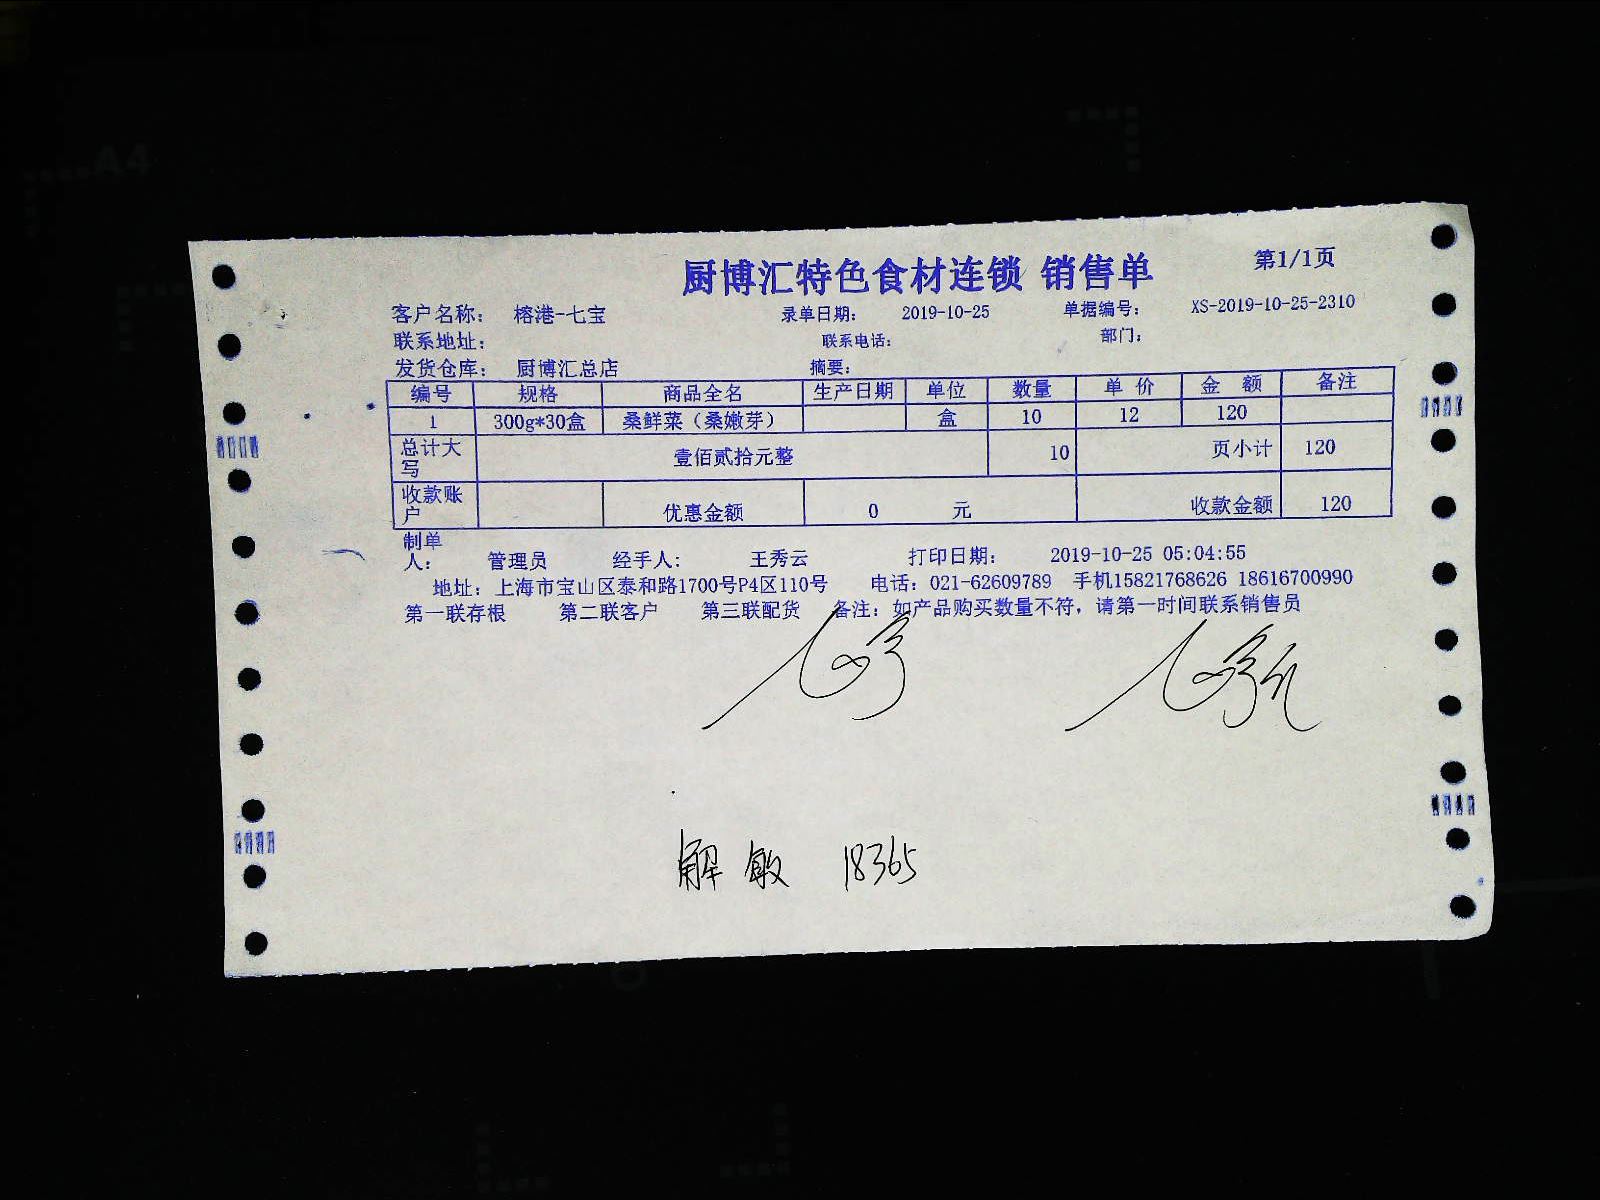 厨博汇特色食材连锁 销售单 第1/1页
客户名称: 榕港-七宝 录单日期: 2019-10-25 单据编号: XS-2019-10-25-2310
联系地址: 联系电话: 部门:
发货仓库: 厨博汇总店 摘要:
编号 规格 商品全名 生产日期 单位 数量 单价 金额 备注
1 300g*30盒 桑鲜菜（桑嫩芽） 盒 10 12 120
总计大写 壹佰贰拾元整 10 页小计 120
收款账户 优惠金额 0 元 收款金额 120
制单人: 管理员 经手人: 王秀云 打印日期: 2019-10-25 05:04:55
地址: 上海市宝山区泰和路1700号P4区110号 电话: 021-62609789 手机15821768626 18616700990
第一联存根 第二联客户 第三联配货 备注: 如产品购买数量不符，请第一时间联系销售员
解敏 18365
A4